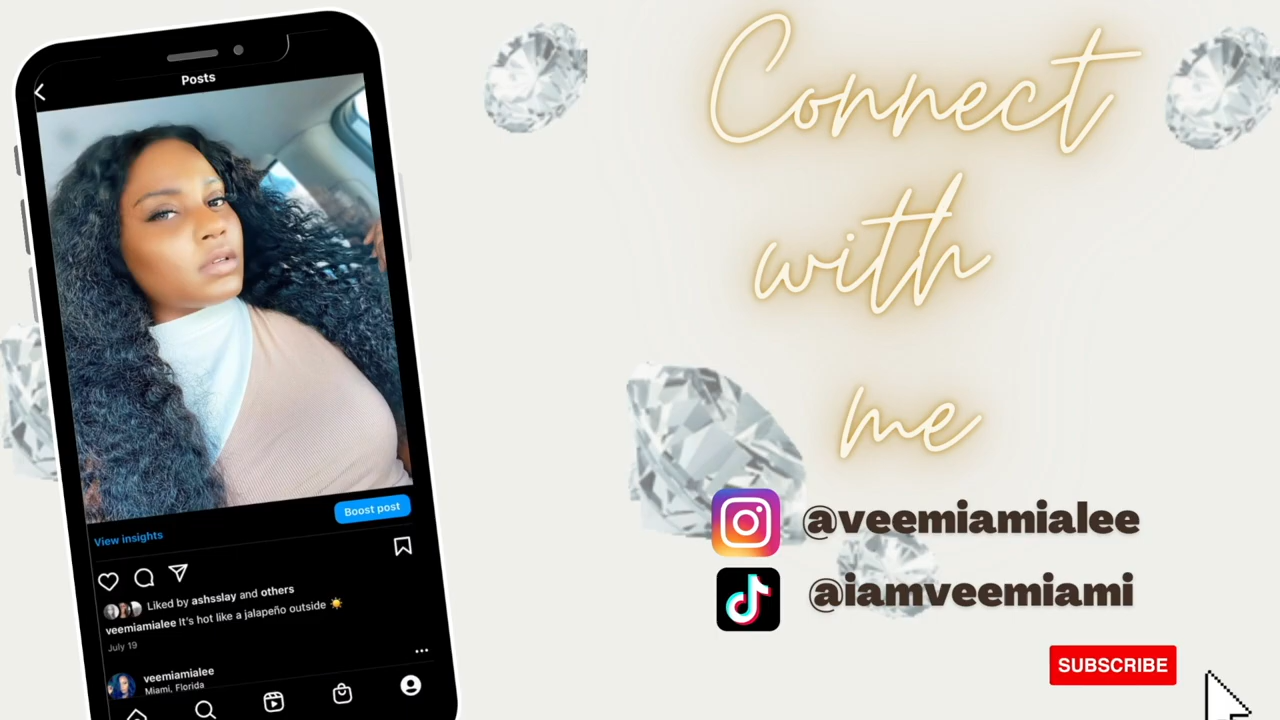 Posts
Boost post
View insights
Liked by ashsslay and others
veemiamialee It's hot like a jalapeño outside ☀️
July 19
veemiamialee
Miami, Florida
Connect
with
me
@veemiamialee
@iamveemiami
SUBSCRIBE